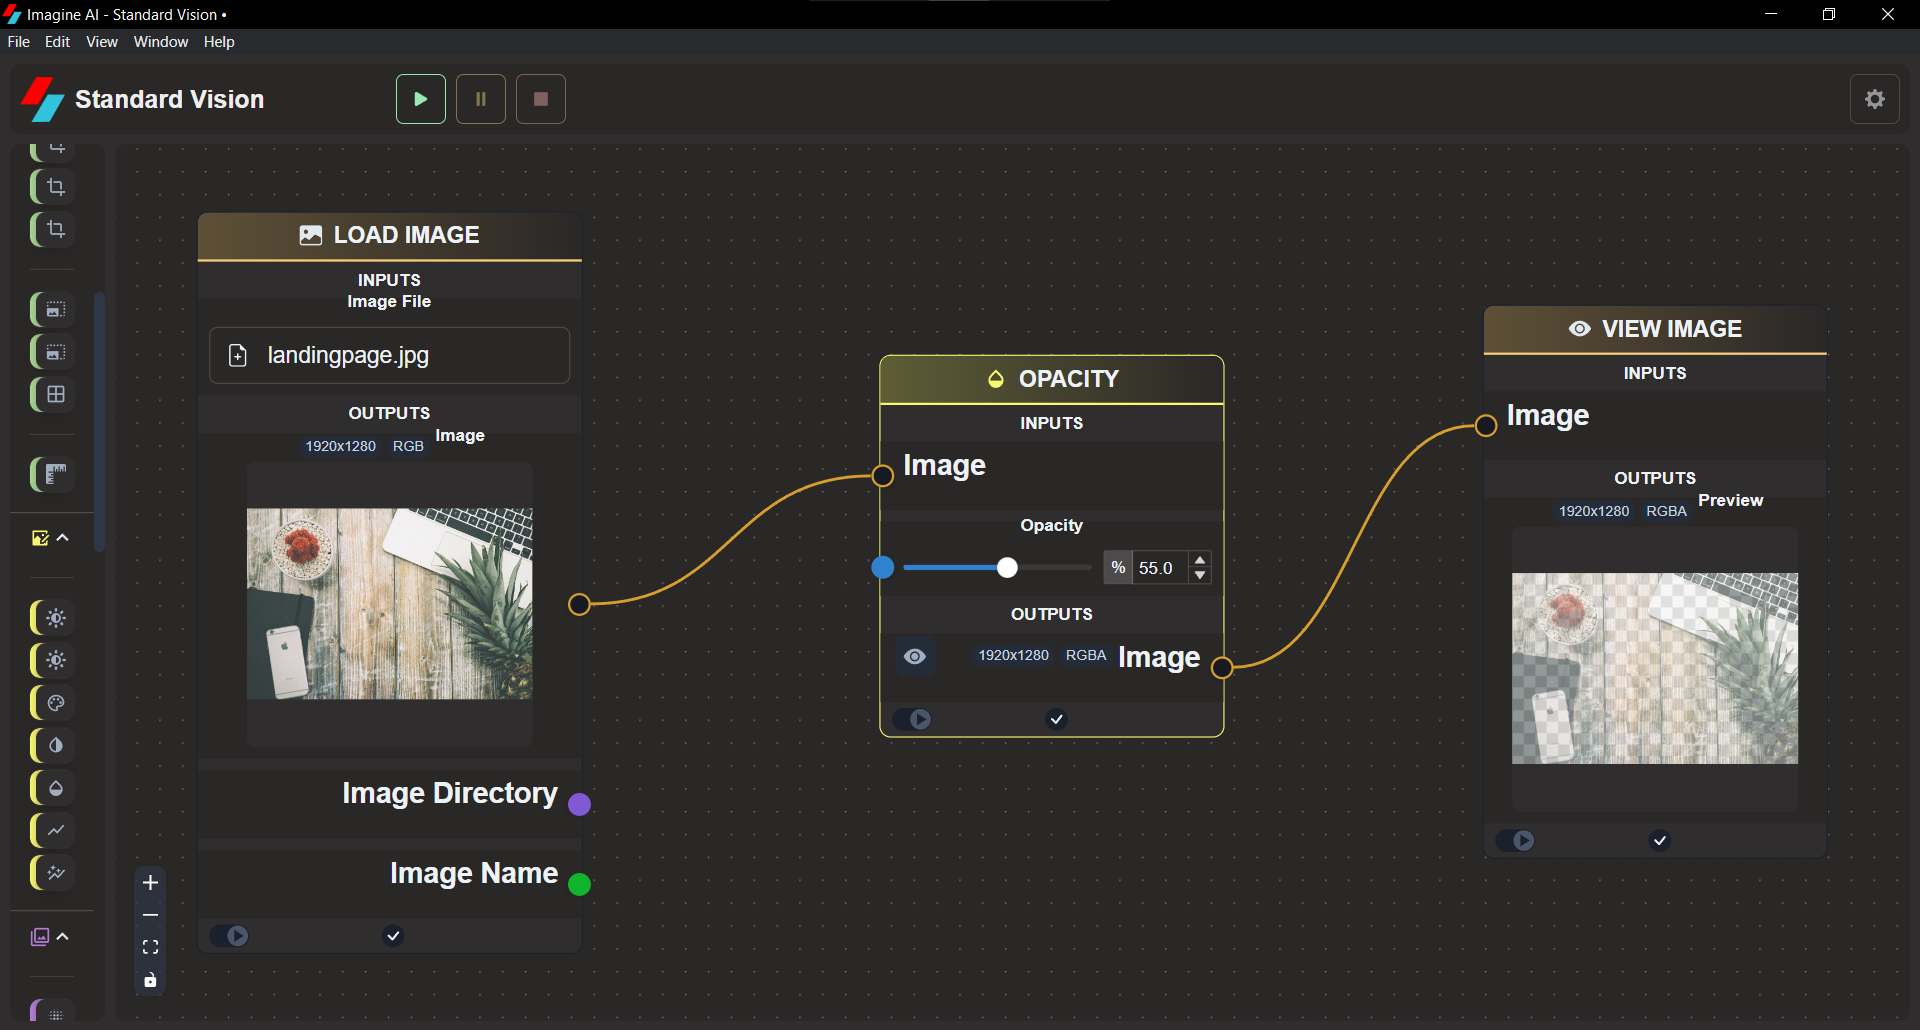 Imagine AI - Standard Vision •
File Edit View Window Help
Standard Vision
LOAD IMAGE
INPUTS
Image File
landingpage.jpg
OUTPUTS
1920x1280 RGB Image
Image Directory
Image Name
OPACITY
INPUTS
Image
Opacity
% 55.0
OUTPUTS
1920x1280 RGBA Image
VIEW IMAGE
INPUTS
Image
OUTPUTS
1920x1280 RGBA Preview